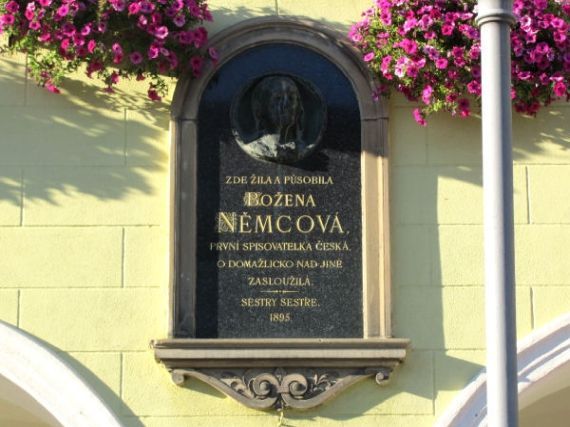 ZDE ŽILA A PŮSOBILA
BOŽENA
NĚMCOVÁ,
PRVNÍ SPISOVATELKA ČESKÁ,
O DOMAŽLICKO NAD JINÉ
ZASLOUŽILÁ.
SESTRY SESTŘE.
1895.